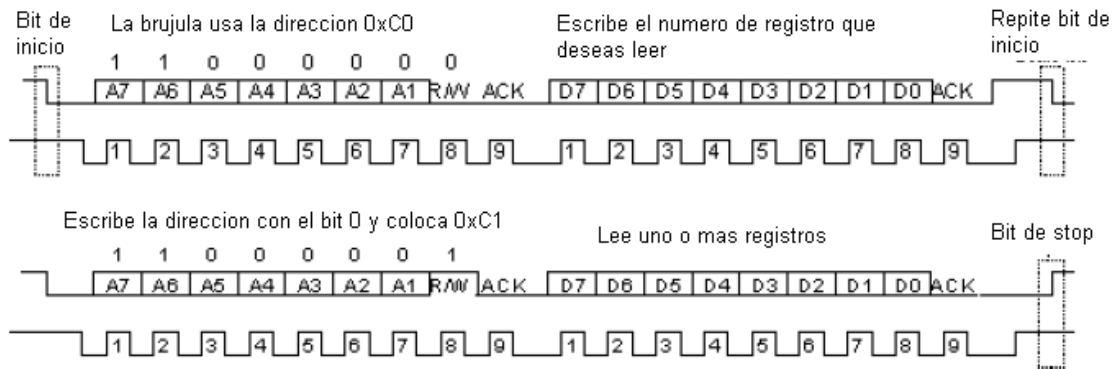 Bit de inicio
La brujula usa la direccion 0xC0
Escribe el numero de registro que deseas leer
Repite bit de inicio
1 1 0 0 0 0 0 0
A7 A6 A5 A4 A3 A2 A1 R/W ACK D7 D6 D5 D4 D3 D2 D1 D0 ACK
1 2 3 4 5 6 7 8 9 1 2 3 4 5 6 7 8 9
Escribe la direccion con el bit 0 y coloca 0xC1
Lee uno o mas registros
Bit de stop
1 1 0 0 0 0 0 1
A7 A6 A5 A4 A3 A2 A1 R/W ACK D7 D6 D5 D4 D3 D2 D1 D0 ACK
1 2 3 4 5 6 7 8 9 1 2 3 4 5 6 7 8 9